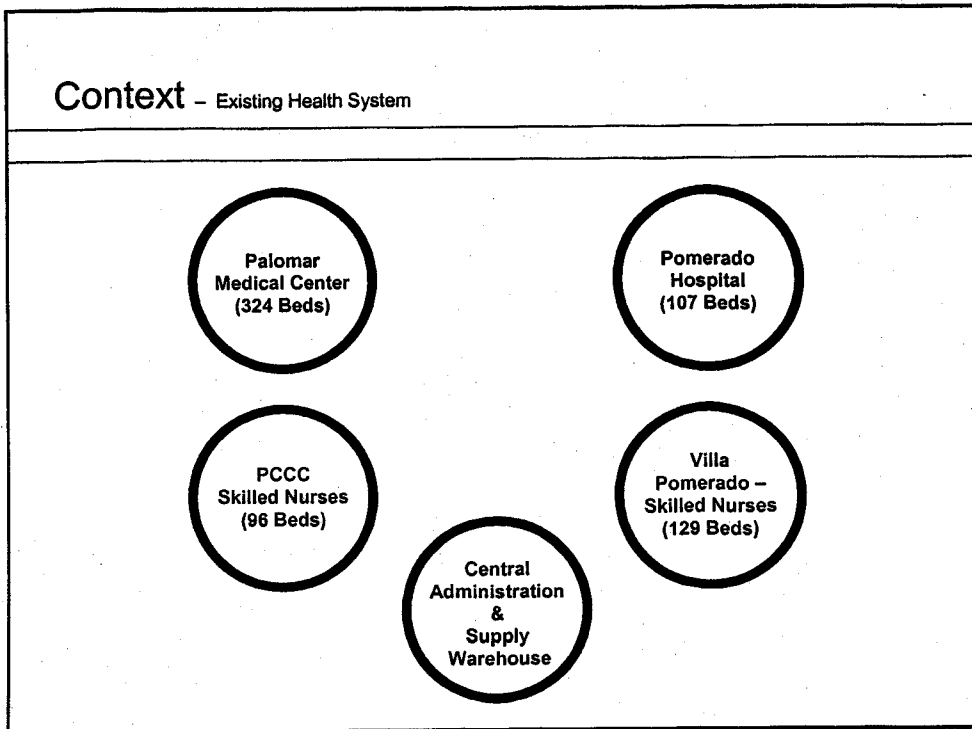 Context – Existing Health System
Palomar
Medical Center
(324 Beds)
Pomerado
Hospital
(107 Beds)
PCCC
Skilled Nurses
(96 Beds)
Villa
Pomerado –
Skilled Nurses
(129 Beds)
Central
Administration
&
Supply
Warehouse